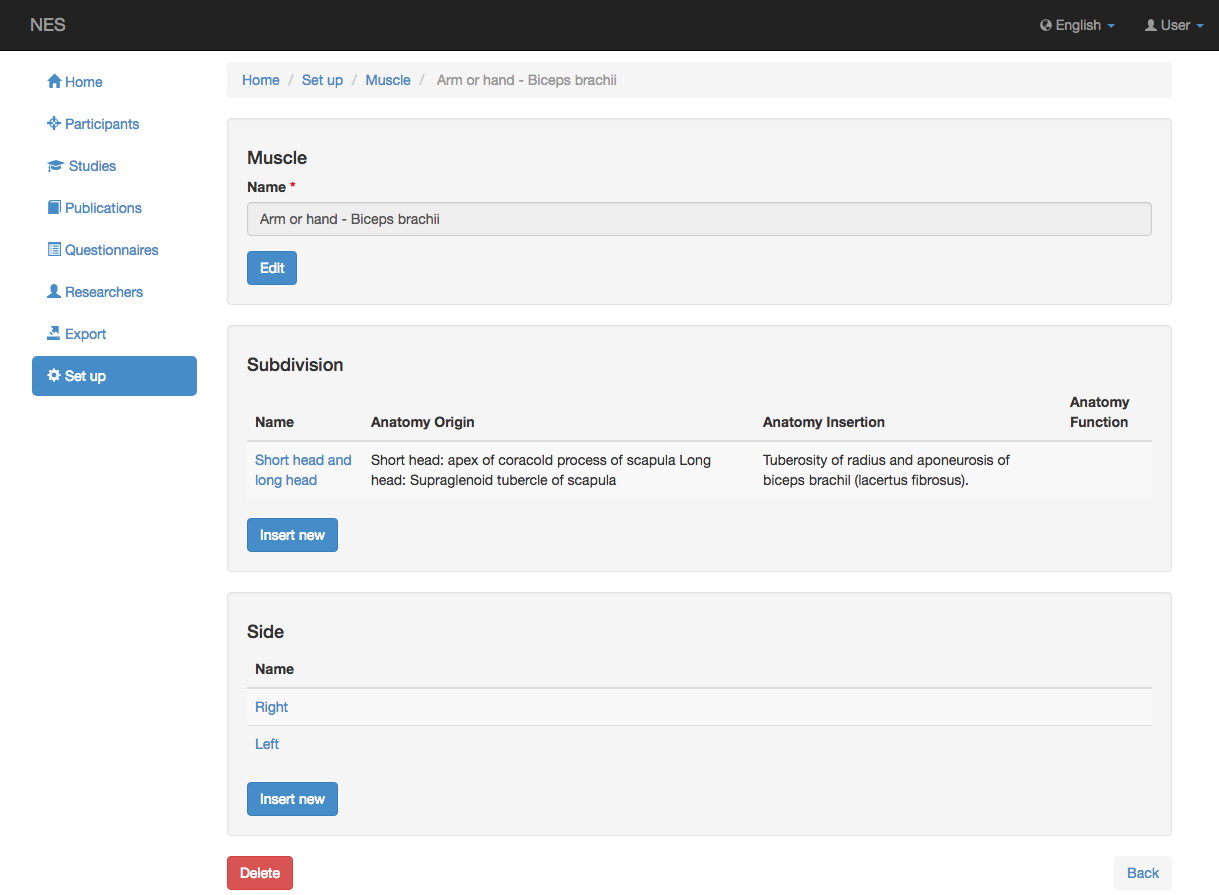 NES
English
User
Home
Participants
Studies
Publications
Questionnaires
Researchers
Export
Set up
Home / Set up / Muscle / Arm or hand - Biceps brachii
Muscle
Name *
Arm or hand - Biceps brachii
Edit
Subdivision
Name
Anatomy Origin
Anatomy Insertion
Anatomy
Function
Short head and
long head
Short head: apex of coracold process of scapula Long
head: Supraglenoid tubercle of scapula
Tuberosity of radius and aponeurosis of
biceps brachil (lacertus fibrosus).
Insert new
Side
Name
Right
Left
Insert new
Delete
Back